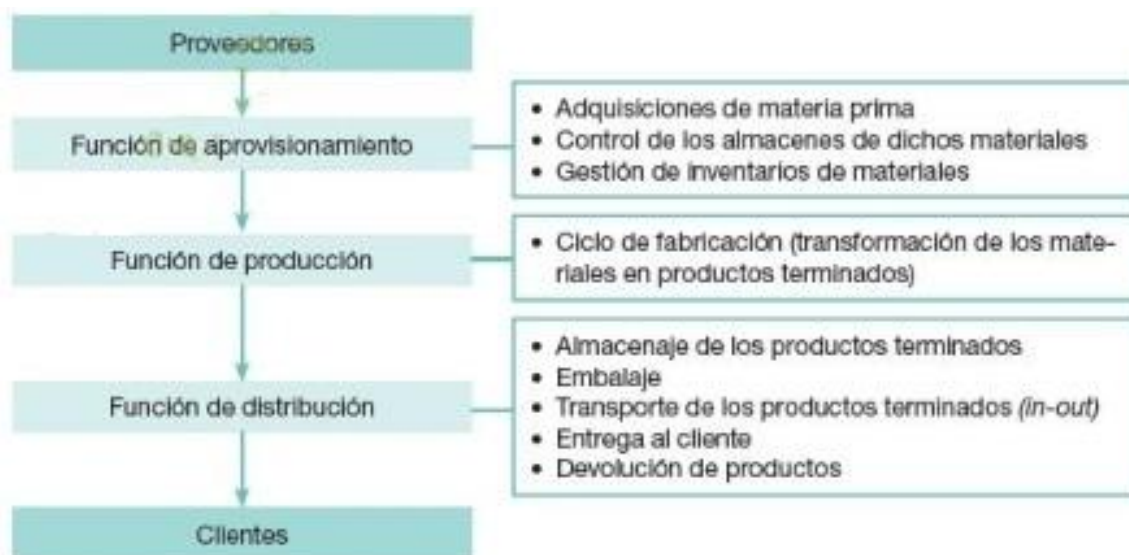 Proveedores
Función de aprovisionamiento
• Adquisiciones de materia prima
• Control de los almacenes de dichos materiales
• Gestión de inventarios de materiales
Función de producción
• Ciclo de fabricación (transformación de los mate-
riales en productos terminados)
Función de distribución
• Almacenaje de los productos terminados
• Embalaje
• Transporte de los productos terminados (in-out)
• Entrega al cliente
• Devolución de productos
Clientes